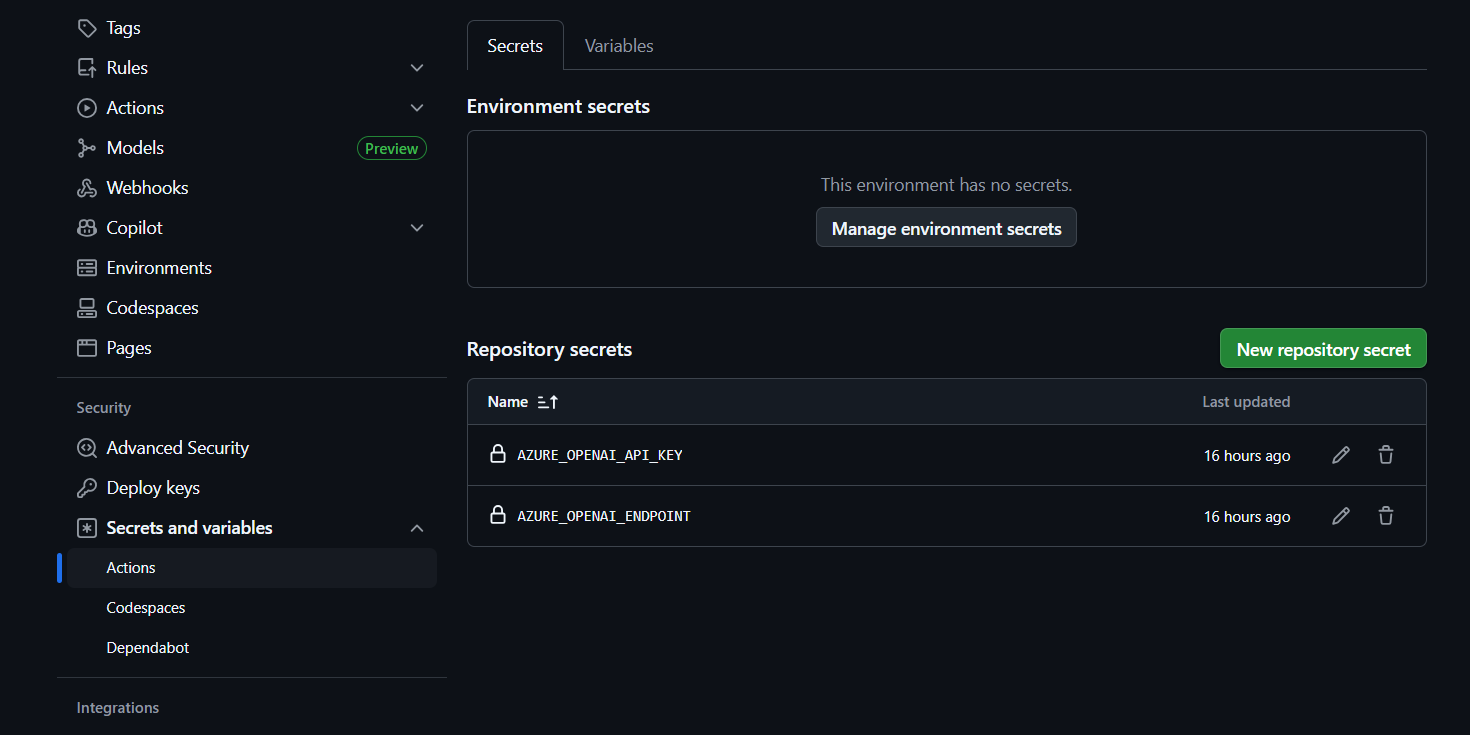 Tags
Rules
Actions
Models Preview
Webhooks
Copilot
Environments
Codespaces
Pages
Security
Advanced Security
Deploy keys
Secrets and variables
Actions
Codespaces
Dependabot
Integrations
Secrets Variables
Environment secrets
This environment has no secrets.
Manage environment secrets
Repository secrets New repository secret
Name Last updated
AZURE_OPENAI_API_KEY 16 hours ago
AZURE_OPENAI_ENDPOINT 16 hours ago